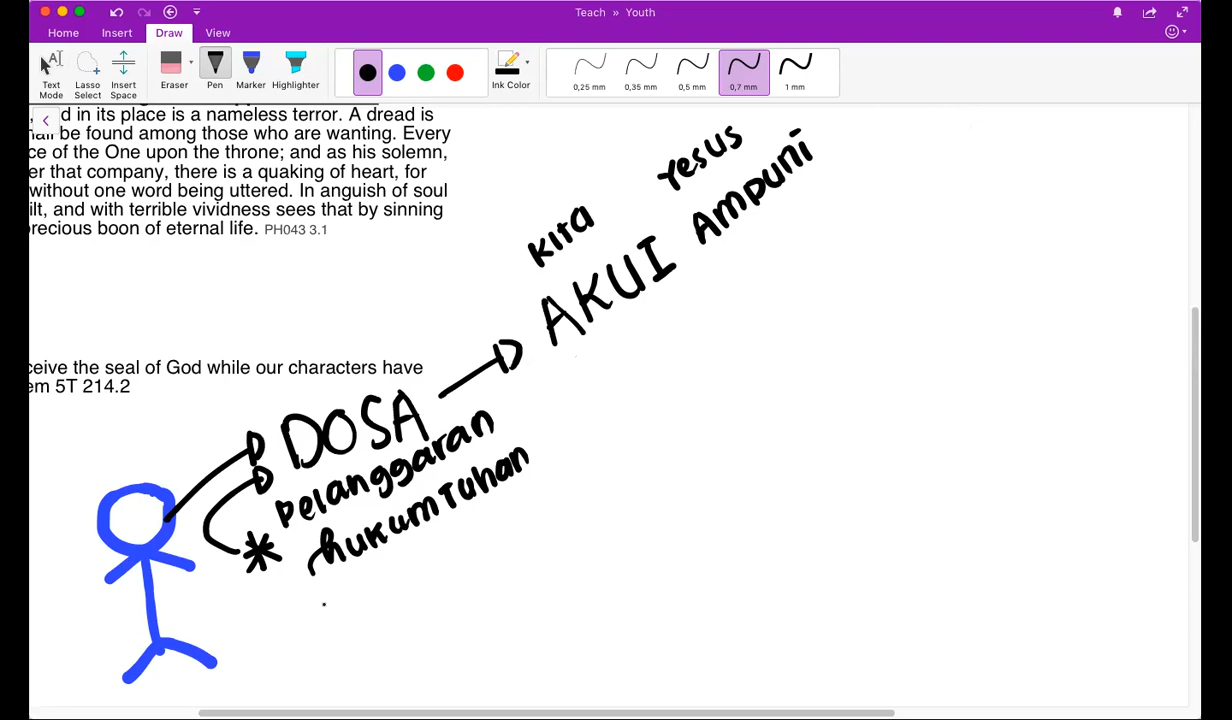 Teach » Youth
Home Insert Draw View
Text Mode
Lasso Select
Insert Space
Eraser
Pen
Marker
Highlighter
Ink Color
0,25 mm
0,35 mm
0,5 mm
0,7 mm
1 mm
d in its place is a nameless terror. A dread is
all be found among those who are wanting. Every
ce of the One upon the throne; and as his solemn,
er that company, there is a quaking of heart, for
without one word being uttered. In anguish of soul
ilt, and with terrible vividness sees that by sinning
precious boon of eternal life. PH043 3.1
ceive the seal of God while our characters have
em 5T 214.2
kita
AKUI
Yesus
Ampuni
DOSA
pelanggaran
* hukum Tuhan